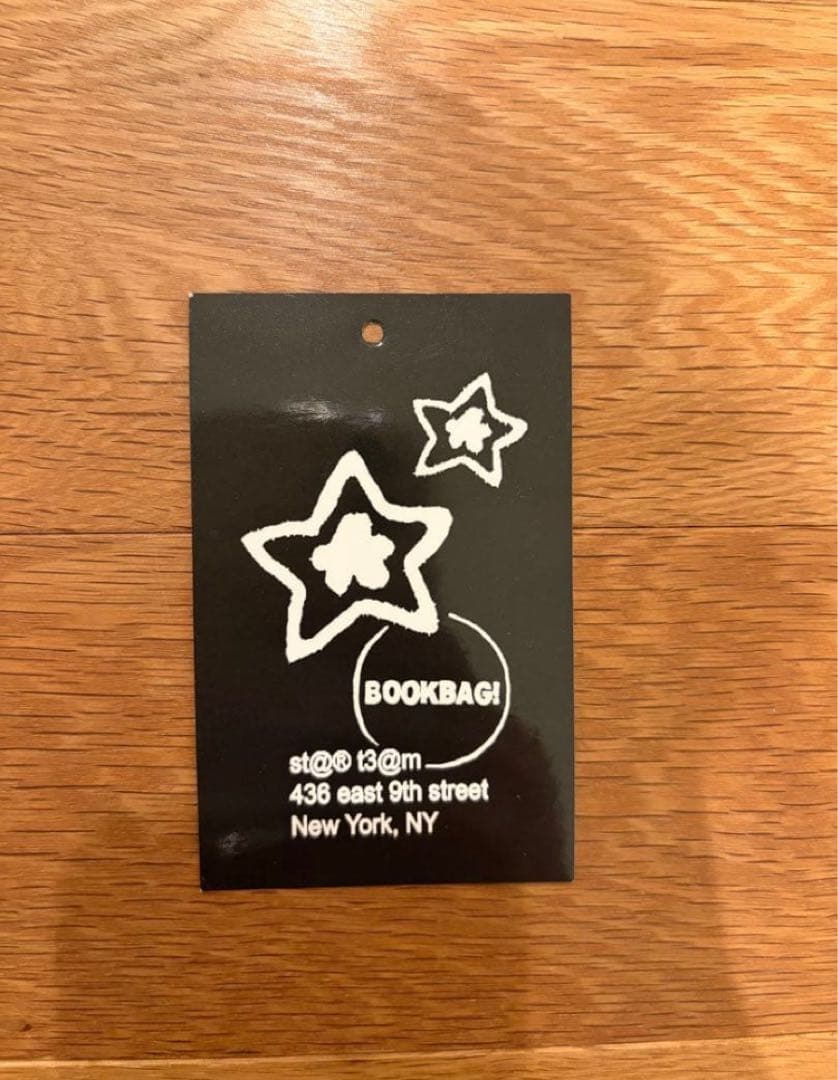 BOOKBAG!
st@® t3@m
436 east 9th street
New York, NY